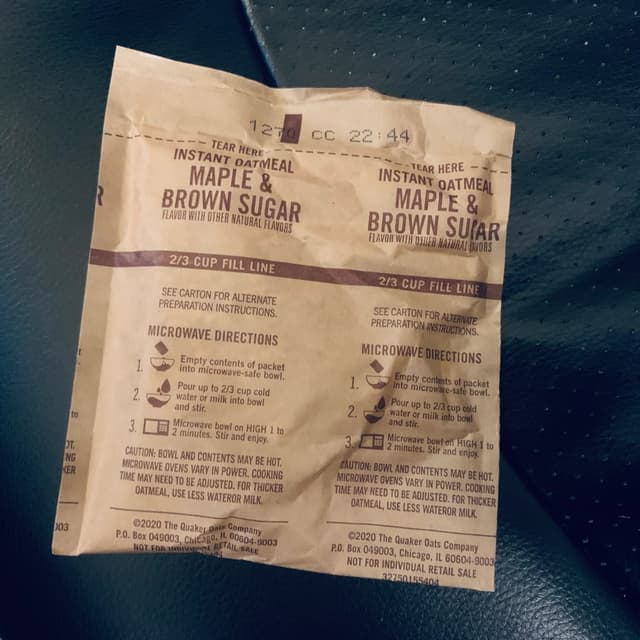 CC 22:44
TEAR HERE
INSTANT OATMEAL
MAPLE &
BROWN SUGAR
FLAVOR WITH OTHER NATURAL FLAVORS
2/3 CUP FILL LINE
SEE CARTON FOR ALTERNATE
PREPARATION INSTRUCTIONS.
MICROWAVE DIRECTIONS
1. Empty contents of packet
into microwave-safe bowl.
2. Pour up to 2/3 cup cold
water or milk into bowl
and stir.
3. Microwave bowl on HIGH 1 to
2 minutes. Stir and enjoy.
CAUTION: BOWL AND CONTENTS MAY BE HOT.
MICROWAVE OVENS VARY IN POWER. COOKING
TIME MAY NEED TO BE ADJUSTED. FOR THICKER
OATMEAL, USE LESS WATEROR MILK.
©2020 The Quaker Oats Company
P.O. Box 049003, Chicago, IL 60604-9003
NOT FOR INDIVIDUAL RETAIL SALE
TEAR HERE
INSTANT OATMEAL
MAPLE &
BROWN SUGAR
FLAVOR WITH OTHER NATURAL FLAVORS
2/3 CUP FILL LINE
SEE CARTON FOR ALTERNATE
PREPARATION INSTRUCTIONS.
MICROWAVE DIRECTIONS
1. Empty contents of packet
into microwave-safe bowl.
2. Pour up to 2/3 cup cold
water or milk into bowl
and stir.
3. Microwave bowl on HIGH 1 to
2 minutes. Stir and enjoy.
CAUTION: BOWL AND CONTENTS MAY BE HOT.
MICROWAVE OVENS VARY IN POWER. COOKING
TIME MAY NEED TO BE ADJUSTED. FOR THICKER
OATMEAL, USE LESS WATEROR MILK.
©2020 The Quaker Oats Company
P.O. Box 049003, Chicago, IL 60604-9003
NOT FOR INDIVIDUAL RETAIL SALE
32750155404